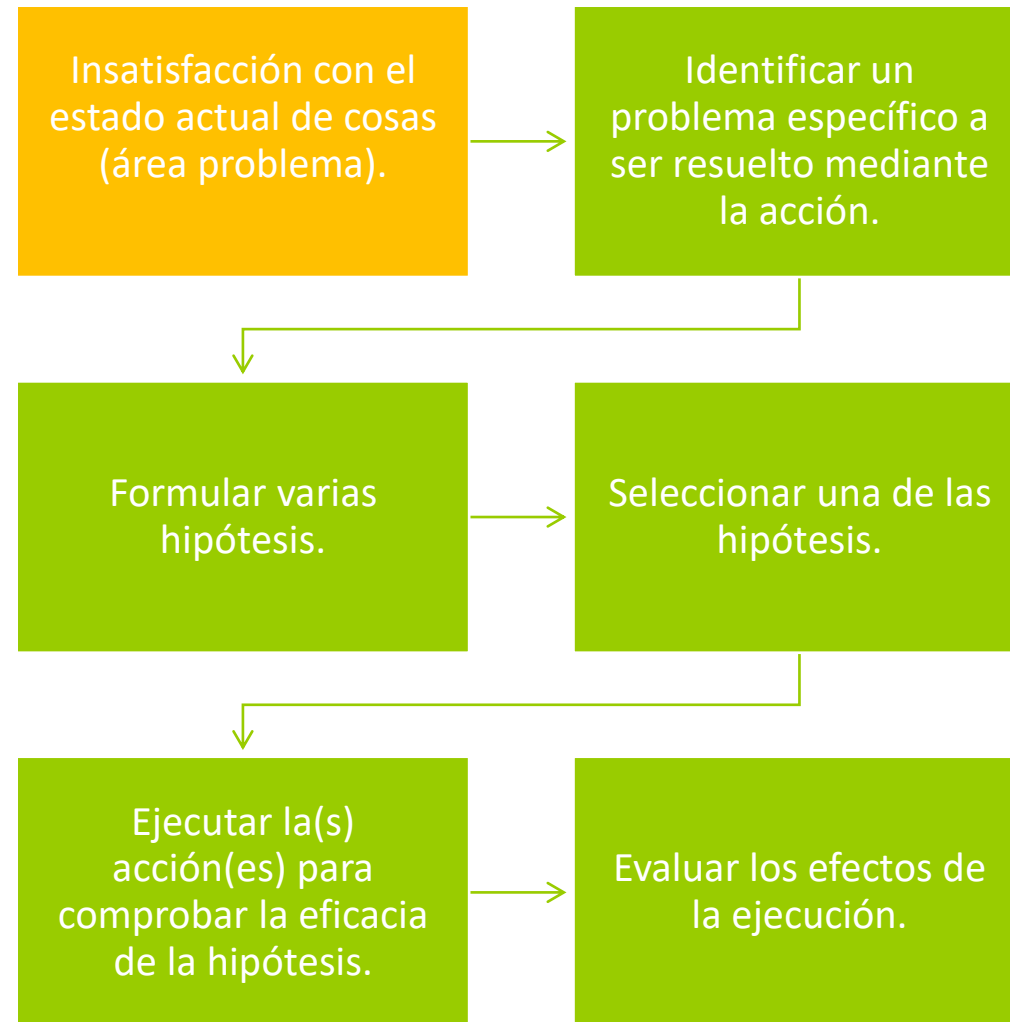 Insatisfacción con el
estado actual de cosas
(área problema).
Identificar un
problema específico a
ser resuelto mediante
la acción.
Formular varias
hipótesis.
Seleccionar una de las
hipótesis.
Ejecutar la(s)
acción(es) para
comprobar la eficacia
de la hipótesis.
Evaluar los efectos de
la ejecución.